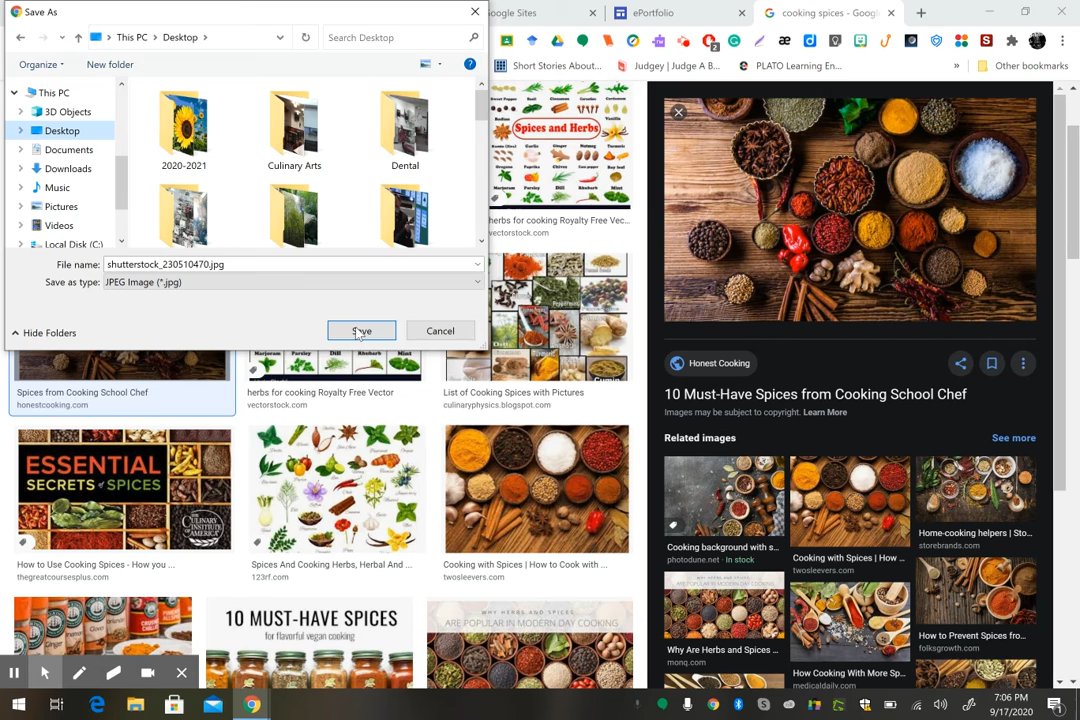 Save As
Google Sites
ePortfolio
cooking spices - Goog
This PC
Desktop
Search Desktop
Organize
New folder
Short Stories About...
Judgey | Judge A B...
PLATO Learning En...
Other bookmarks
This PC
3D Objects
Desktop
Documents
Downloads
Music
Pictures
Videos
Local Disk (C:)
2020-2021
Culinary Arts
Dental
Spices and Herbs
herbs for cooking Royalty Free Vec...
vectorstock.com
File name:
shutterstock_230510470.jpg
Save as type:
JPEG Image (*.jpg)
Hide Folders
Save
Cancel
Spices from Cooking School Chef
honestcooking.com
herbs for cooking Royalty Free Vector
vectorstock.com
List of Cooking Spices with Pictures
culinaryphysics.blogspot.com
Honest Cooking
10 Must-Have Spices from Cooking School Chef
Images may be subject to copyright. Learn More
Related images
See more
ESSENTIAL
SECRETS of SPICES
How to Use Cooking Spices - How you ...
thegreatcoursesplus.com
Spices And Cooking Herbs, Herbal And ...
123rf.com
Cooking with Spices | How to Cook with ...
twosleevers.com
Cooking background with s...
photodune.net · In stock
Cooking with Spices | How ...
twosleevers.com
Home-cooking helpers | Sto...
storebrands.com
10 MUST-HAVE SPICES
for flavorful vegan cooking
WHY HERBS AND SPICES
ARE POPULAR IN MODERN DAY COOKING
Why Are Herbs and Spices ...
monq.com
How Cooking With More Sp...
medicaldaily.com
How to Prevent Spices fro...
folksgrowth.com
7:06 PM
9/17/2020